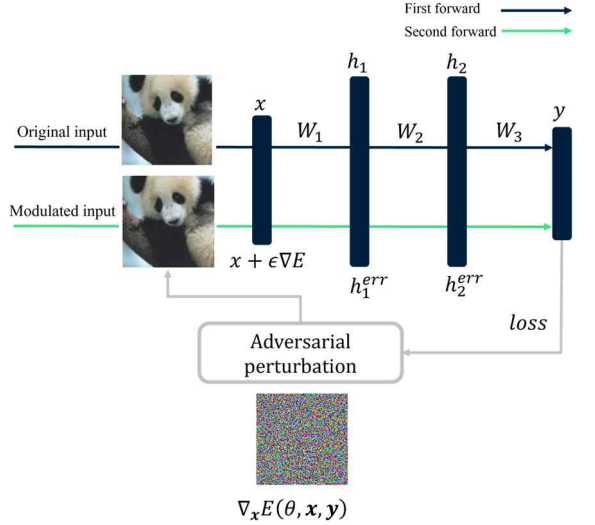 First forward
Second forward
h₁
h₂
x
y
Original input
W₁
W₂
W₃
Modulated input
x + ϵ∇E
h₁ᵉʳʳ
h₂ᵉʳʳ
loss
Adversarial
perturbation
∇ₓE(θ, x, y)